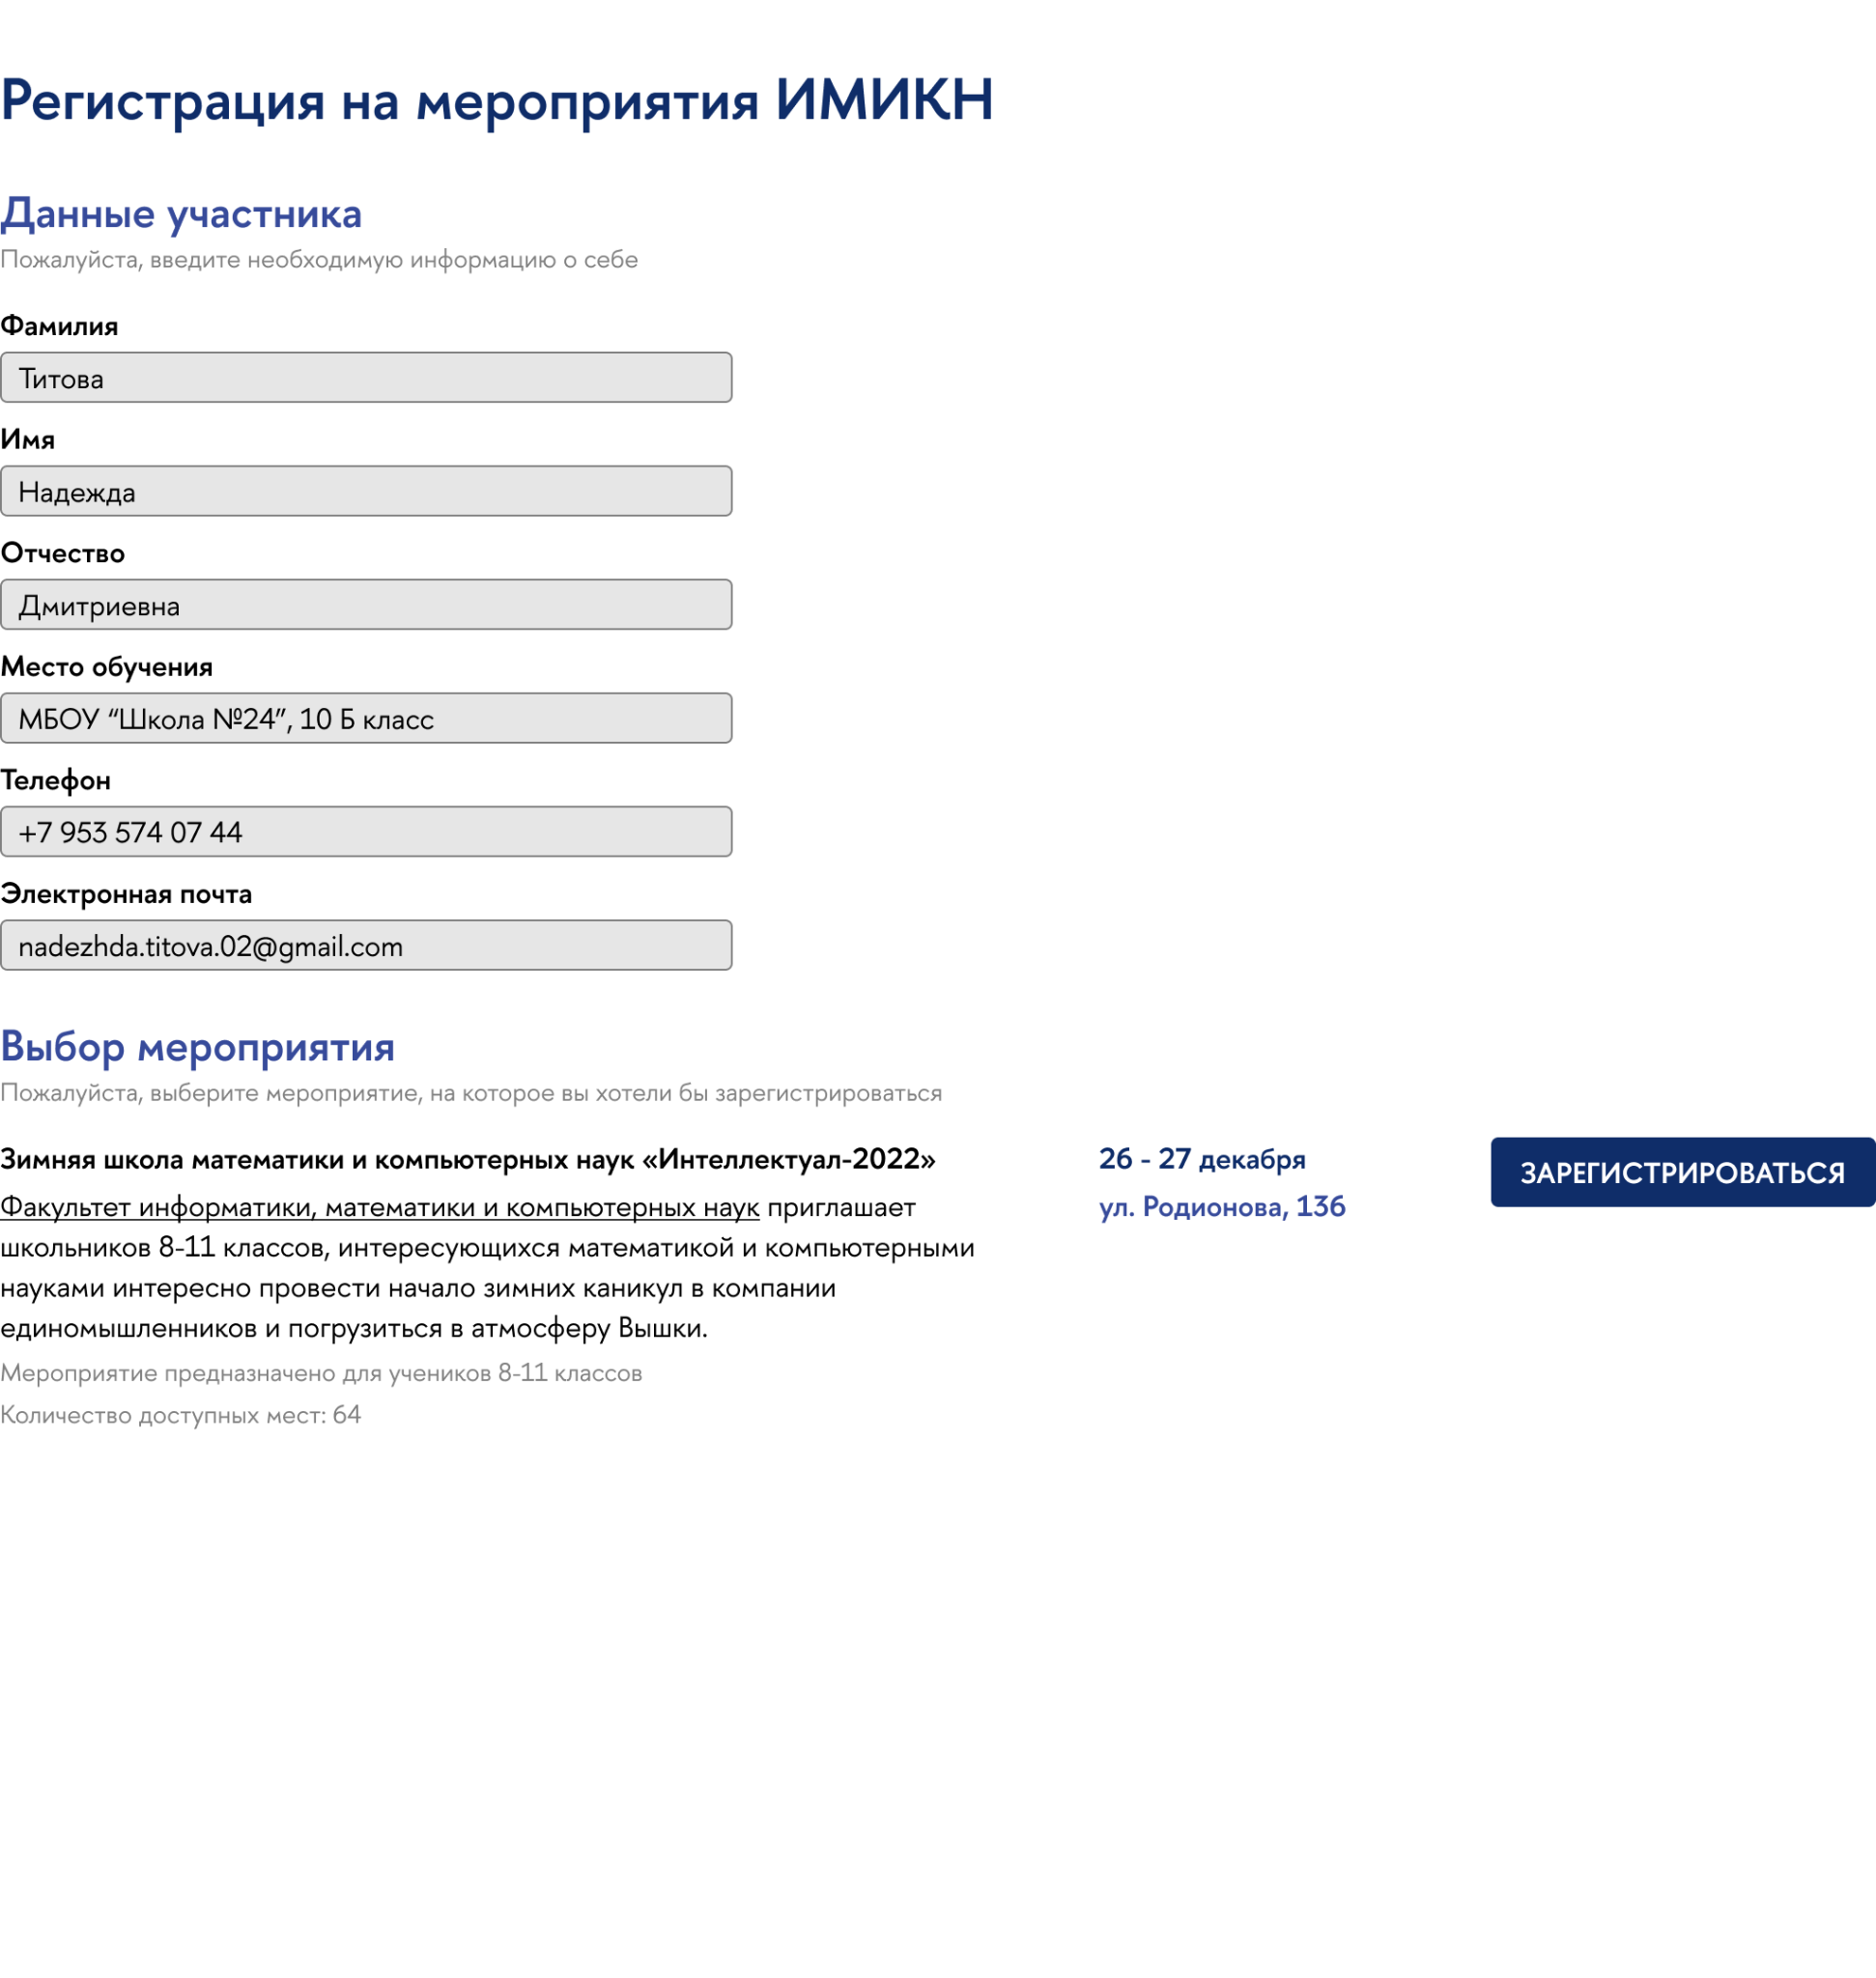 Регистрация на мероприятия ИМИКН
Данные участника
Пожалуйста, введите необходимую информацию о себе
Фамилия
Титова
Имя
Надежда
Отчество
Дмитриевна
Место обучения
МБОУ “Школа №24”, 10 Б класс
Телефон
+7 953 574 07 44
Электронная почта
nadezhda.titova.02@gmail.com
Выбор мероприятия
Пожалуйста, выберите мероприятие, на которое вы хотели бы зарегистрироваться
Зимняя школа математики и компьютерных наук «Интеллектуал-2022»
Факультет информатики, математики и компьютерных наук приглашает
школьников 8-11 классов, интересующихся математикой и компьютерными
науками интересно провести начало зимних каникул в компании
единомышленников и погрузиться в атмосферу Вышки.
Мероприятие предназначено для учеников 8-11 классов
Количество доступных мест: 64
26 - 27 декабря
ул. Родионова, 136
ЗАРЕГИСТРИРОВАТЬСЯ